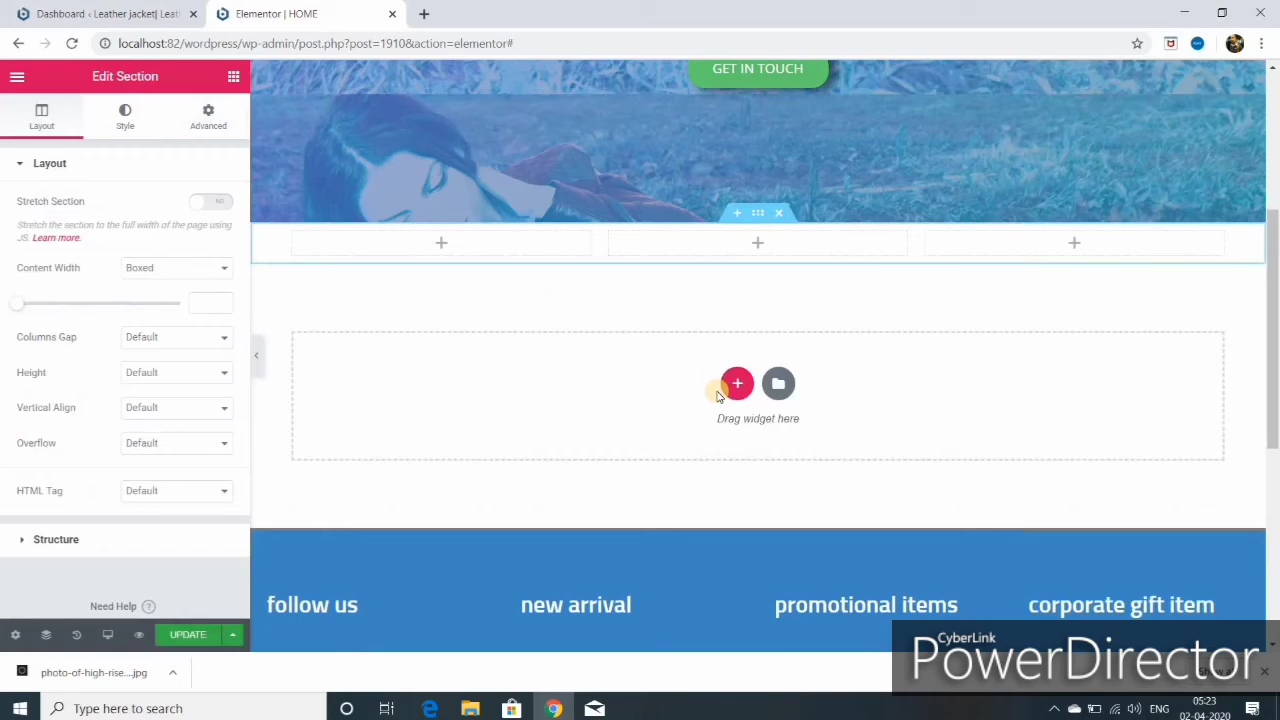 Dashboard ‹ Leather jacket| Leath
Elementor | HOME
localhost:82/wordpress/wp-admin/post.php?post=1910&action=elementor#
Edit Section
Layout
Style
Advanced
Layout
Stretch Section
NO
Stretch the section to the full width of the page using
JS. Learn more.
Content Width
Boxed
Columns Gap
Default
Height
Default
Vertical Align
Default
Overflow
Default
HTML Tag
Default
Structure
Need Help
UPDATE
GET IN TOUCH
Drag widget here
follow us
new arrival
promotional items
corporate gift item
CyberLink
PowerDirector
photo-of-high-rise....jpg
Type here to search
ENG
05:23
02-04-2020